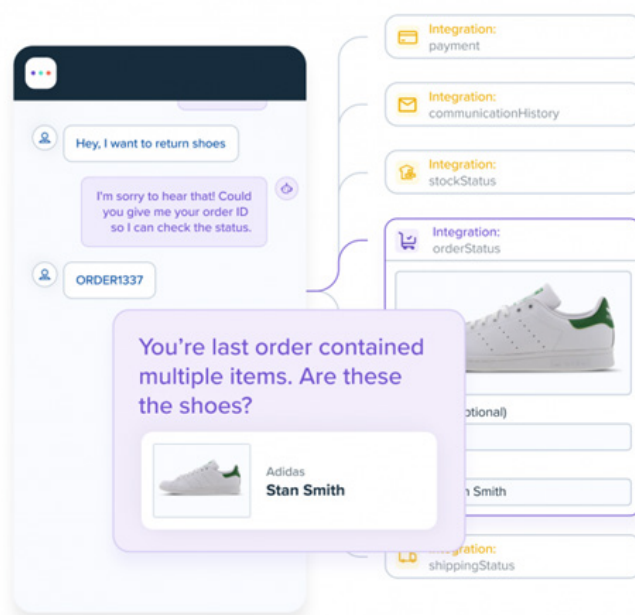 Hey, I want to return shoes
I'm sorry to hear that! Could
you give me your order ID
so I can check the status.
ORDER1337
You're last order contained
multiple items. Are these
the shoes?
Adidas
Stan Smith
Integration:
payment
Integration:
communicationHistory
Integration:
stockStatus
Integration:
orderStatus
Smith
Integration:
shippingStatus